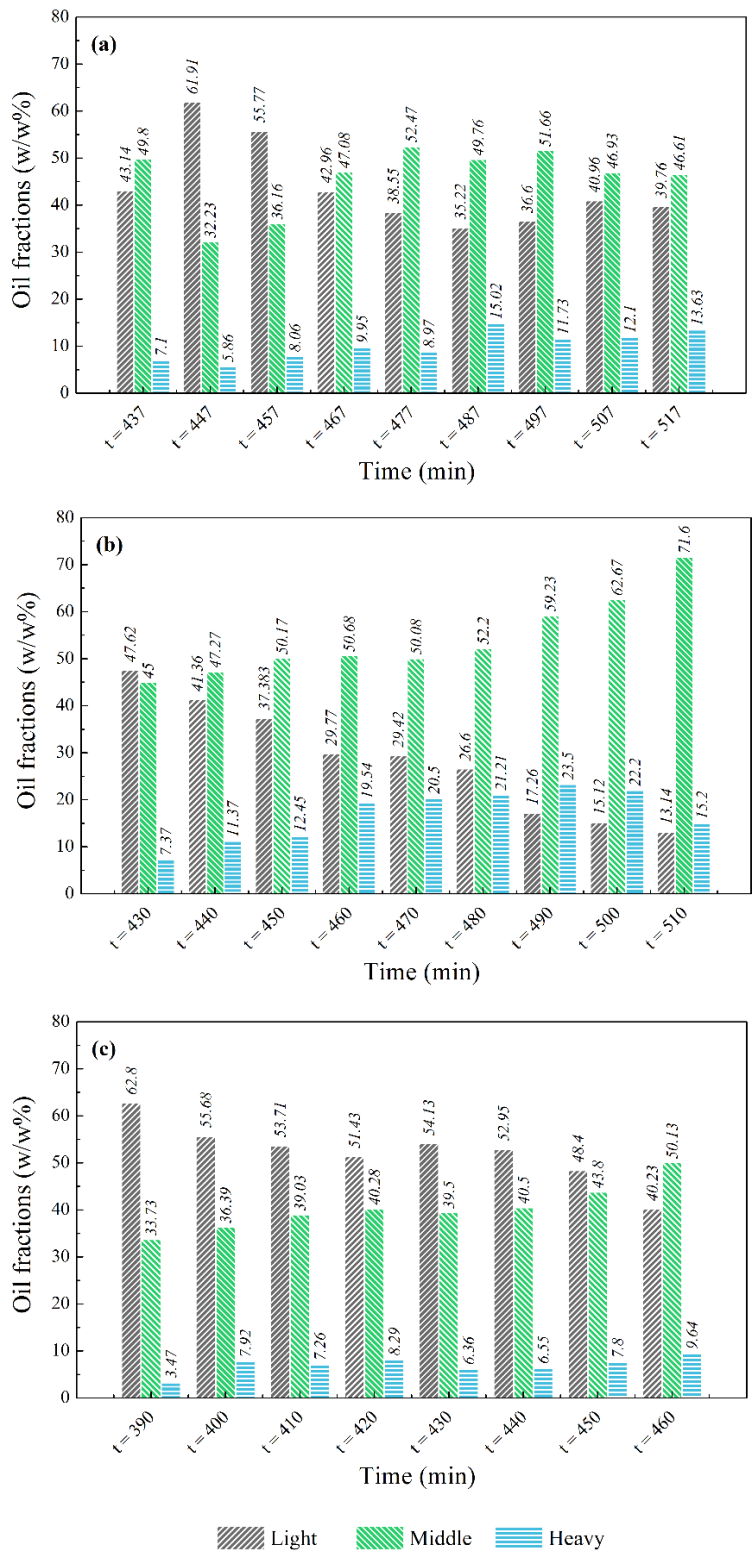 (a)
Oil fractions (w/w%)
80
70
60
50
40
30
20
10
0
43.14 49.8 7.1
61.91 32.23 5.86
55.77 36.16 8.06
42.96 47.08 9.95
38.55 52.47 8.97
35.22 49.76 15.02
36.6 51.66 11.73
40.96 46.93 12.1
39.76 46.61 13.63
t = 437 t = 447 t = 457 t = 467 t = 477 t = 487 t = 497 t = 507 t = 517
Time (min)
(b)
Oil fractions (w/w%)
80
70
60
50
40
30
20
10
0
47.62 45 7.37
41.36 47.27 11.37
37.383 50.17 12.45
29.77 50.68 19.54
29.42 50.08 20.5
26.6 52.2 21.21
17.26 59.23 23.5
15.12 62.67 22.2
13.14 71.6 15.2
t = 430 t = 440 t = 450 t = 460 t = 470 t = 480 t = 490 t = 500 t = 510
Time (min)
(c)
Oil fractions (w/w%)
80
70
60
50
40
30
20
10
0
62.8 33.73 3.47
55.68 36.39 7.92
53.71 39.03 7.26
51.43 40.28 8.29
54.13 39.5 6.36
52.95 40.5 6.55
48.4 43.8 7.8
40.23 50.13 9.64
t = 390 t = 400 t = 410 t = 420 t = 430 t = 440 t = 450 t = 460
Time (min)
Light Middle Heavy